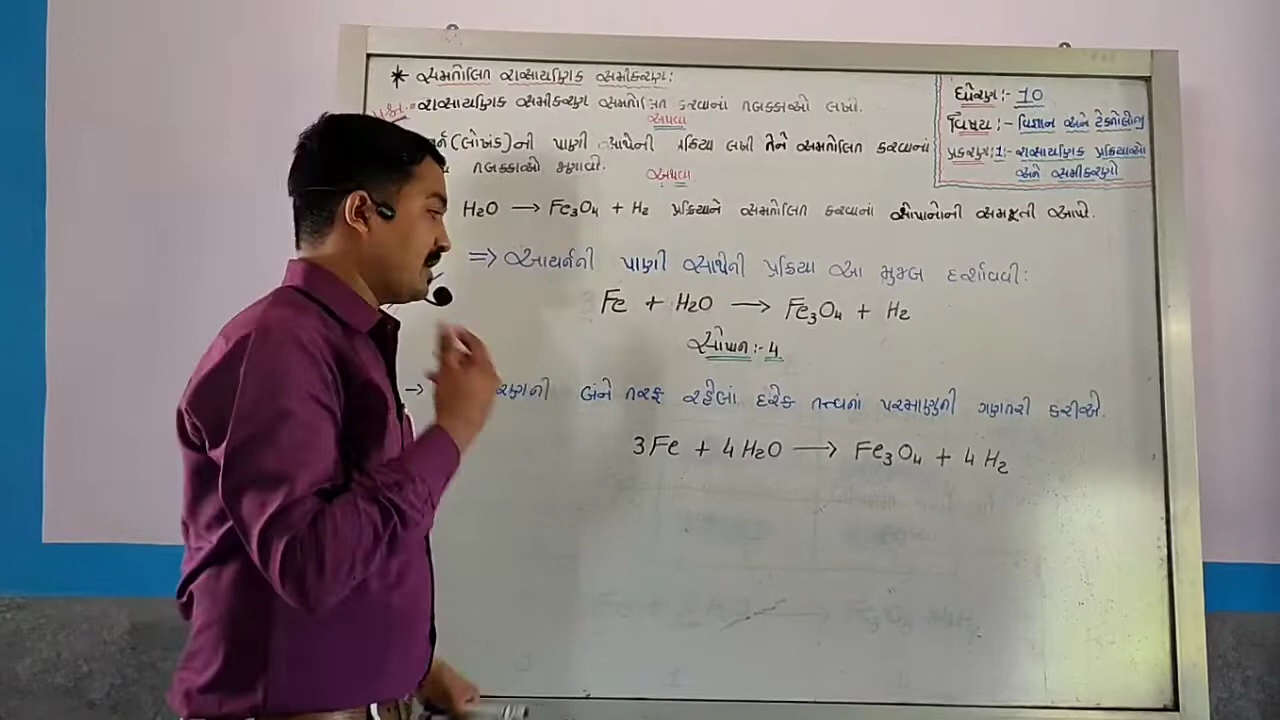 * સમતોલિત રાસાયણિક સમીકરણ:
પ્રશ્ન:- રાસાયણિક સમીકરણ સમતોલિત કરવાનાં તબક્કાઓ લખો.
અથવા
(લોખંડ)ની પાણી સાથેની પ્રક્રિયા લખી તેને સમતોલિત કરવાનાં
તબક્કાઓ જણાવો.
અથવા
H₂O → Fe₃O₄ + H₂ પ્રક્રિયાને સમતોલિત કરવાનાં સોપાનોની સમજૂતી આપો.
ધોરણ:- 10
વિષય:- વિજ્ઞાન અને ટેકનોલોજી
પ્રકરણ:1:- રાસાયણિક પ્રક્રિયાઓ
અને સમીકરણો
⇒ આયર્નની પાણી સાથેની પ્રક્રિયા આ મુજબ દર્શાવવી:
Fe + H₂O → Fe₃O₄ + H₂
સોપાન:- 4
→ બંને તરફ રહેલાં દરેક તત્ત્વનાં પરમાણુની ગણતરી કરીએ.
3Fe + 4H₂O → Fe₃O₄ + 4H₂